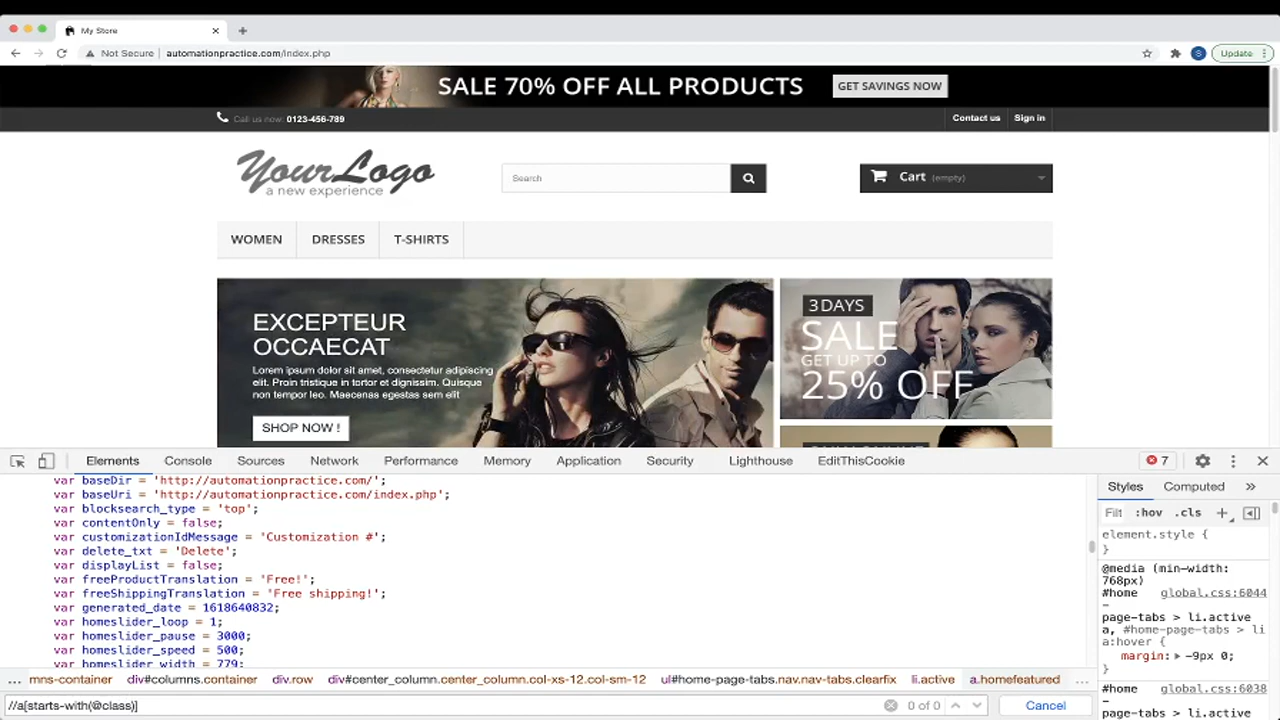 My Store
Not Secure automationpractice.com/index.php
S
Update
SALE 70% OFF ALL PRODUCTS GET SAVINGS NOW
Call us now: 0123-456-789 Contact us Sign in
YourLogo
a new experience
Search
Cart (empty)
WOMEN DRESSES T-SHIRTS
EXCEPTEUR
OCCAECAT
Lorem ipsum dolor sit amet, consectetur adipiscing
elit. Proin tristique in tortor et dignissim. Quisque
non tempor leo. Maecenas egestas sem elit
SHOP NOW !
3 DAYS
SALE
GET UP TO
25% OFF
Elements Console Sources Network Performance Memory Application Security Lighthouse EditThisCookie 7
var baseDir = 'http://automationpractice.com/';
var baseUri = 'http://automationpractice.com/index.php';
var blocksearch_type = 'top';
var contentOnly = false;
var customizationIdMessage = 'Customization #';
var delete_txt = 'Delete';
var displayList = false;
var freeProductTranslation = 'Free!';
var freeShippingTranslation = 'Free shipping!';
var generated_date = 1618640832;
var homeslider_loop = 1;
var homeslider_pause = 3000;
var homeslider_speed = 500;
var homeslider_width = 779;
... mns-container div#columns.container div.row div#center_column.center_column.col-xs-12.col-sm-12 ul#home-page-tabs.nav.nav-tabs.clearfix li.active a.homefeatured ...
//a[starts-with(@class)] 0 of 0 Cancel
Styles Computed »
Filt :hov .cls +
element.style {
}
@media (min-width:
768px)
#home global.css:6044
-
page-tabs > li.active
a, #home-page-tabs > li
a:hover {
margin: -9px 0;
}
#home global.css:6038
-
page-tabs > li.active